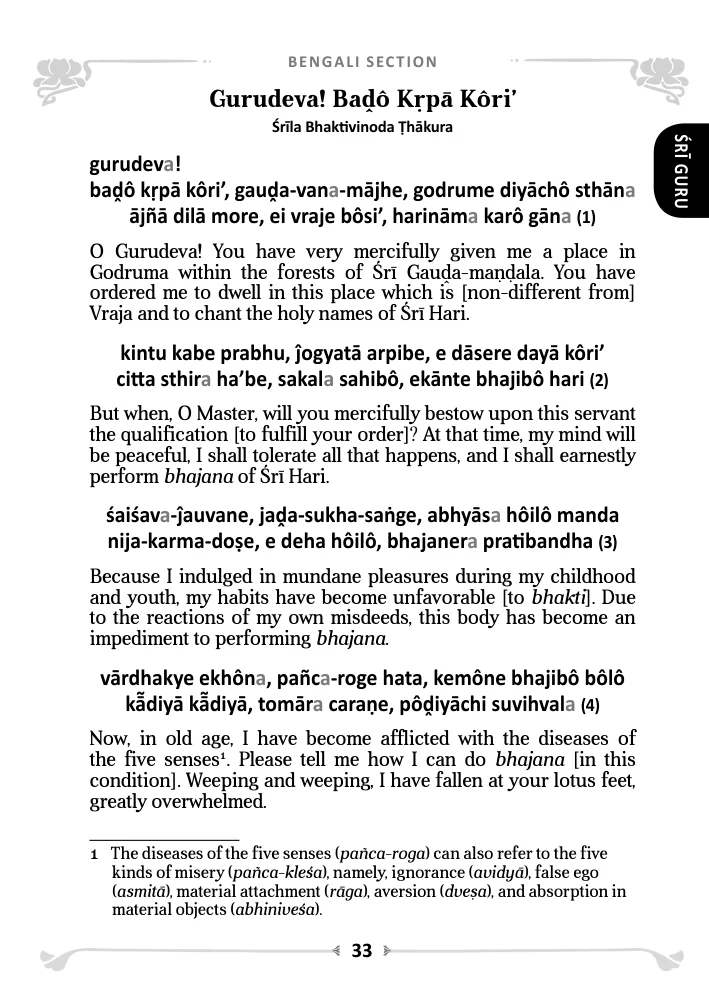 BENGALI SECTION
Gurudeva! Baḓô Kṛpā Kôri’
Śrīla Bhaktivinoda Ṭhākura
ŚRĪ GURU
gurudeva!
baḓô kṛpā kôri’, gauḓa-vana-mājhe, godrume diyāchô sthāna
ājñā dilā more, ei vraje bôsi’, harināma karô gāna (1)
O Gurudeva! You have very mercifully given me a place in
Godruma within the forests of Śrī Gauḓa-maṇḍala. You have
ordered me to dwell in this place which is [non-different from]
Vraja and to chant the holy names of Śrī Hari.
kintu kabe prabhu, ĵogyatā arpibe, e dāsere dayā kôri’
citta sthira ha’be, sakala sahibô, ekānte bhajibô hari (2)
But when, O Master, will you mercifully bestow upon this servant
the qualification [to fulfill your order]? At that time, my mind will
be peaceful, I shall tolerate all that happens, and I shall earnestly
perform bhajana of Śrī Hari.
śaiśava-ĵauvane, jaḓa-sukha-saṅge, abhyāsa hôilô manda
nija-karma-doṣe, e deha hôilô, bhajanera pratibandha (3)
Because I indulged in mundane pleasures during my childhood
and youth, my habits have become unfavorable [to bhakti]. Due
to the reactions of my own misdeeds, this body has become an
impediment to performing bhajana.
vārdhakye ekhôna, pañca-roge hata, kemône bhajibô bôlô
kā̃diyā kā̃diyā, tomāra caraṇe, pôḓiyāchi suvihvala (4)
Now, in old age, I have become afflicted with the diseases of
the five senses¹. Please tell me how I can do bhajana [in this
condition]. Weeping and weeping, I have fallen at your lotus feet,
greatly overwhelmed.
1 The diseases of the five senses (pañca-roga) can also refer to the five
kinds of misery (pañca-kleśa), namely, ignorance (avidyā), false ego
(asmitā), material attachment (rāga), aversion (dveṣa), and absorption in
material objects (abhiniveśa).
33